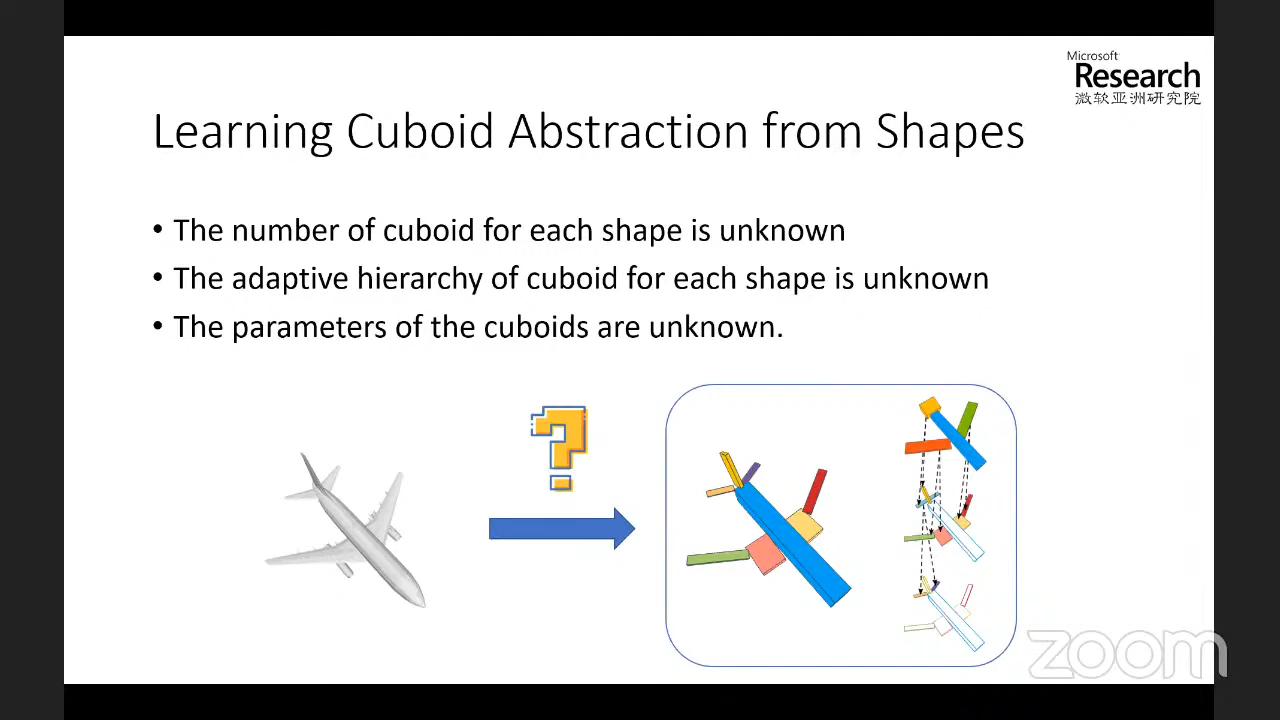 Microsoft
Research
微软亚洲研究院
Learning Cuboid Abstraction from Shapes
• The number of cuboid for each shape is unknown
• The adaptive hierarchy of cuboid for each shape is unknown
• The parameters of the cuboids are unknown.
?
zoom